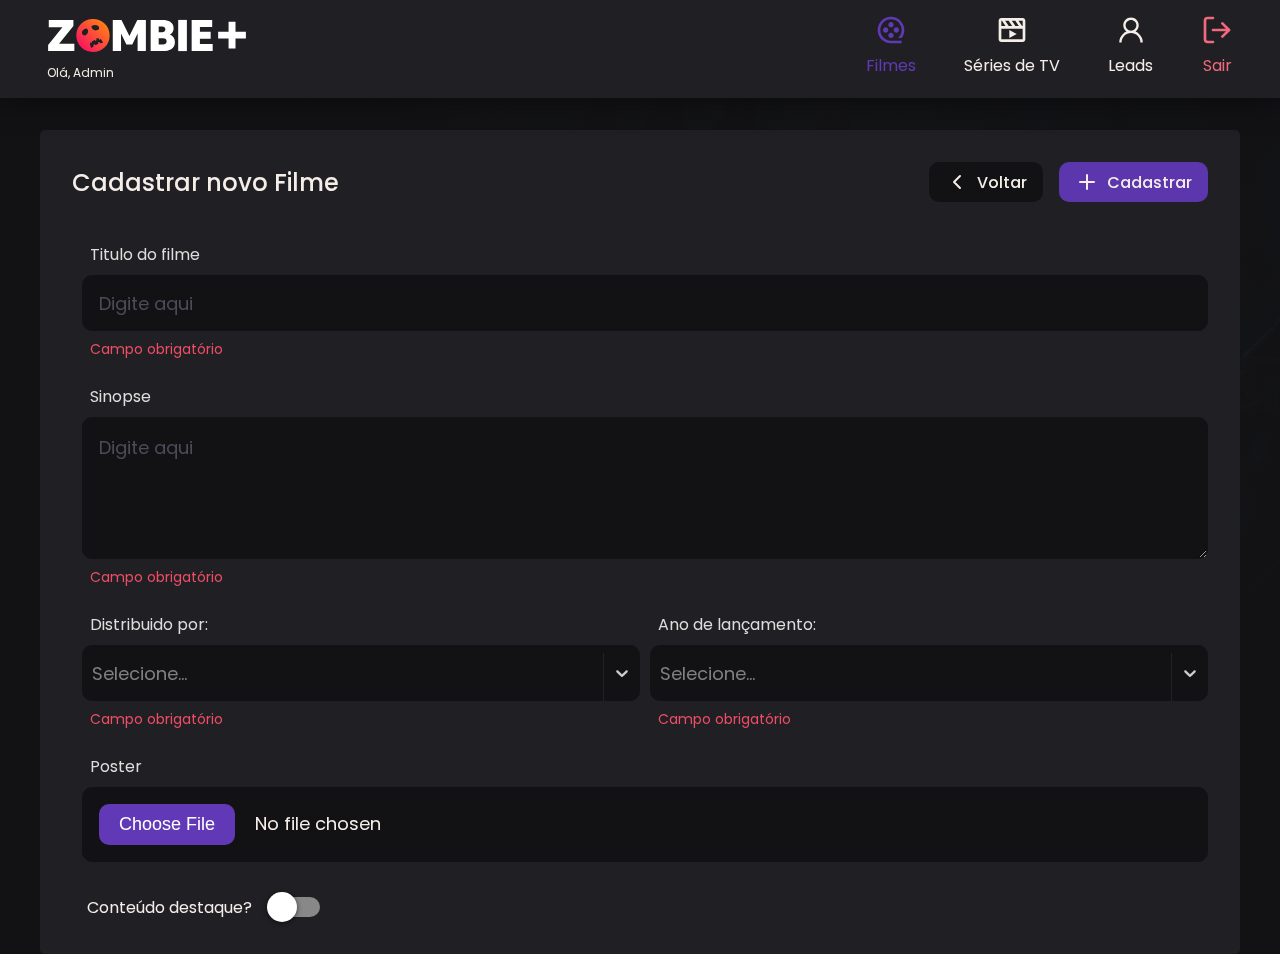 ZOMBIE+
Olá, Admin
Filmes
Séries de TV
Leads
Sair
Cadastrar novo Filme
Voltar
Cadastrar
Titulo do filme
Digite aqui
Campo obrigatório
Sinopse
Digite aqui
Campo obrigatório
Distribuido por:
Ano de lançamento:
Selecione...
Selecione...
Campo obrigatório
Campo obrigatório
Poster
Choose File
No file chosen
Conteúdo destaque?